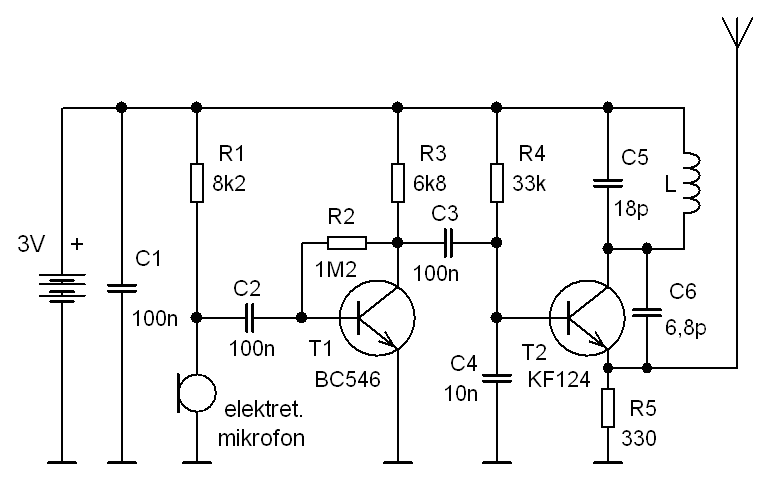 R1
8k2
R3
6k8
R4
33k
C5
18p
L
R2
1M2
C3
100n
3V +
C1
100n
C2
100n
C6
6,8p
T1
BC546
C4
10n
T2
KF124
elektret.
mikrofon
R5
330